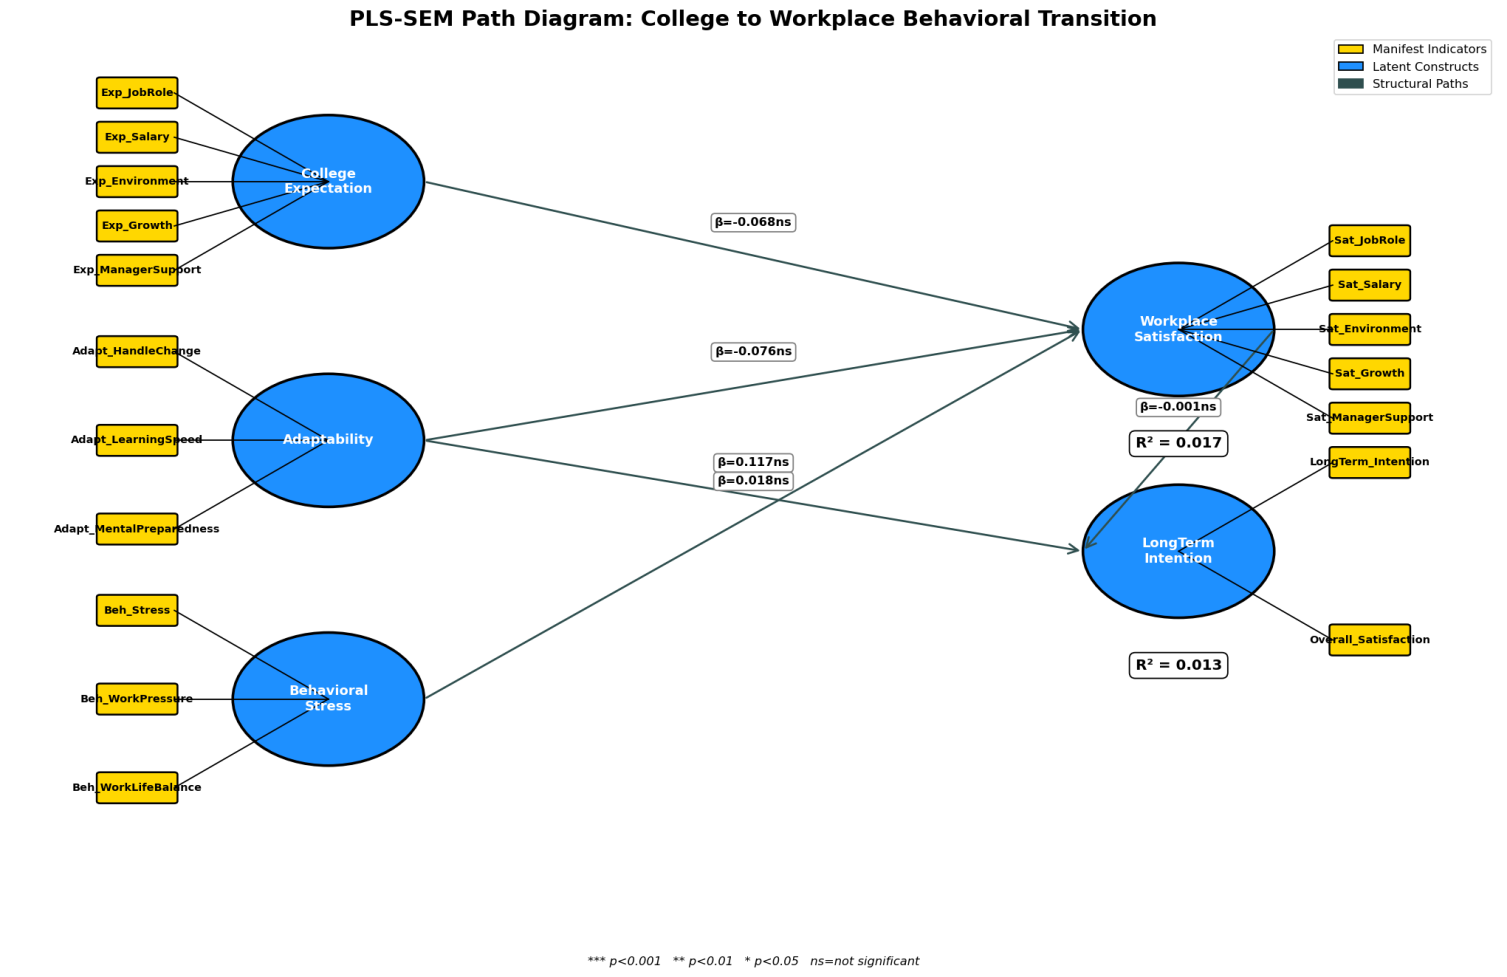 PLS-SEM Path Diagram: College to Workplace Behavioral Transition
Manifest Indicators
Latent Constructs
Structural Paths
Exp_JobRole
Exp_Salary
Exp_Environment
Exp_Growth
Exp_ManagerSupport
College
Expectation
β=-0.068ns
Adapt_HandleChange
Adapt_LearningSpeed
Adapt_MentalPreparedness
Adaptability
β=-0.076ns
β=0.117ns
β=0.018ns
Beh_Stress
Beh_WorkPressure
Beh_WorkLifeBalance
Behavioral
Stress
Workplace
Satisfaction
Sat_JobRole
Sat_Salary
Sat_Environment
Sat_Growth
Sat_ManagerSupport
β=-0.001ns
R² = 0.017
LongTerm
Intention
LongTerm_Intention
Overall_Satisfaction
R² = 0.013
*** p<0.001   ** p<0.01   * p<0.05   ns=not significant